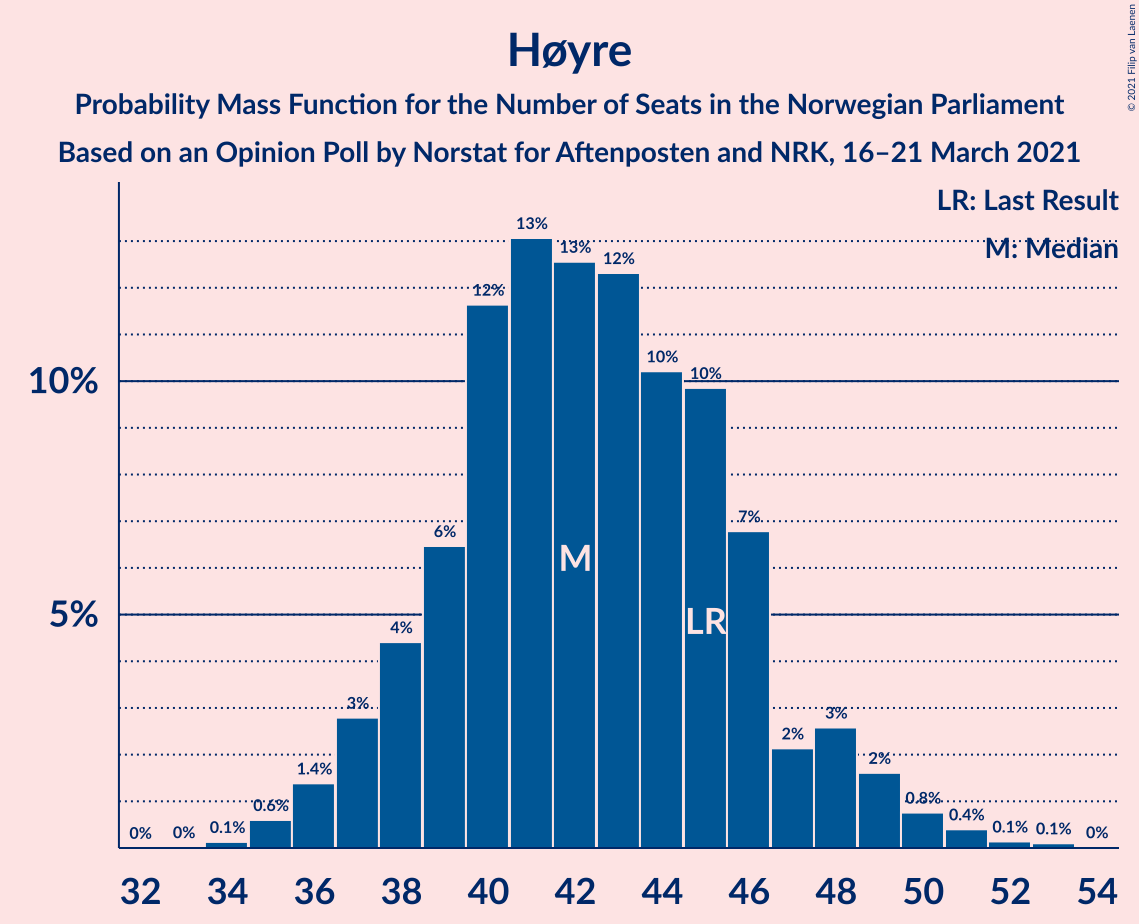 Høyre
Probability Mass Function for the Number of Seats in the Norwegian Parliament
Based on an Opinion Poll by Norstat for Aftenposten and NRK, 16–21 March 2021
© 2021 Filip van Laenen
LR: Last Result
M: Median
10%
5%
0%
0%
0.1%
0.6%
1.4%
3%
4%
6%
12%
13%
13%
12%
10%
10%
7%
2%
3%
2%
0.8%
0.4%
0.1%
0.1%
0%
M
LR
32 34 36 38 40 42 44 46 48 50 52 54